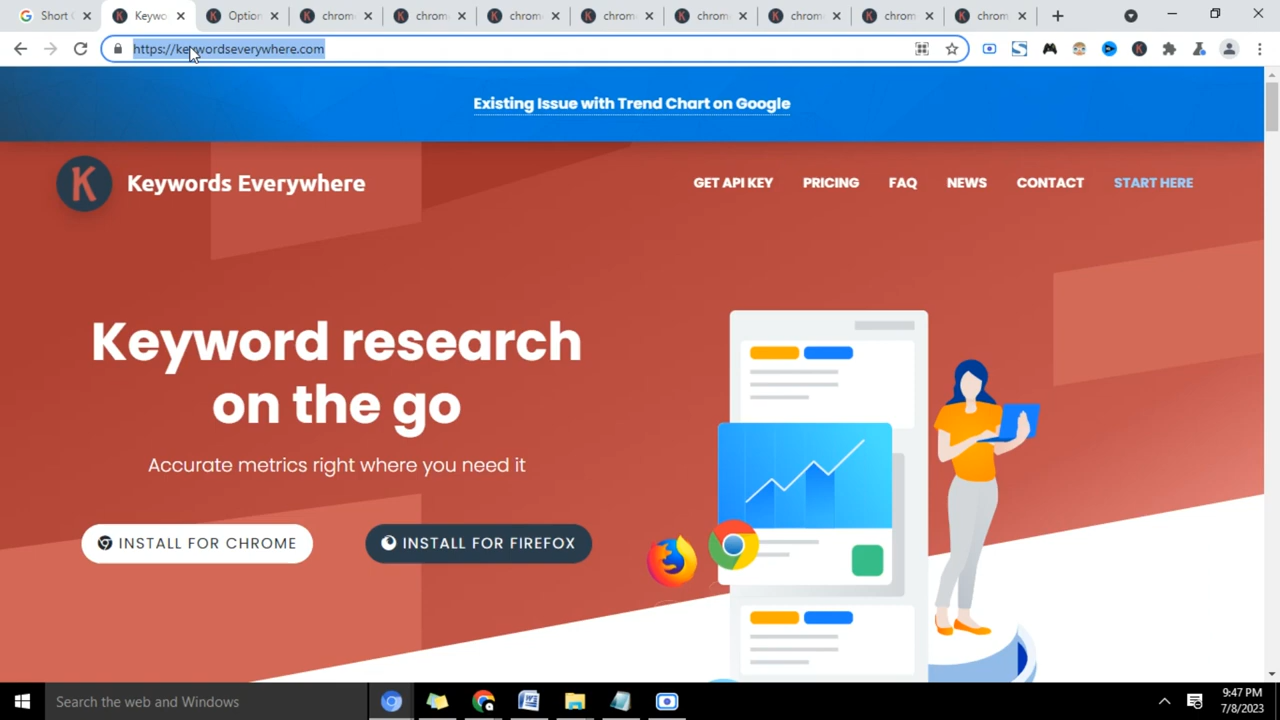 Short
Keywo
Option
chrom
chrom
chrom
chrom
chrom
chrom
chrom
chrom
https://keywordseverywhere.com
Existing Issue with Trend Chart on Google
K Keywords Everywhere
GET API KEY PRICING FAQ NEWS CONTACT START HERE
Keyword research
on the go
Accurate metrics right where you need it
INSTALL FOR CHROME INSTALL FOR FIREFOX
Search the web and Windows
9:47 PM
7/8/2023